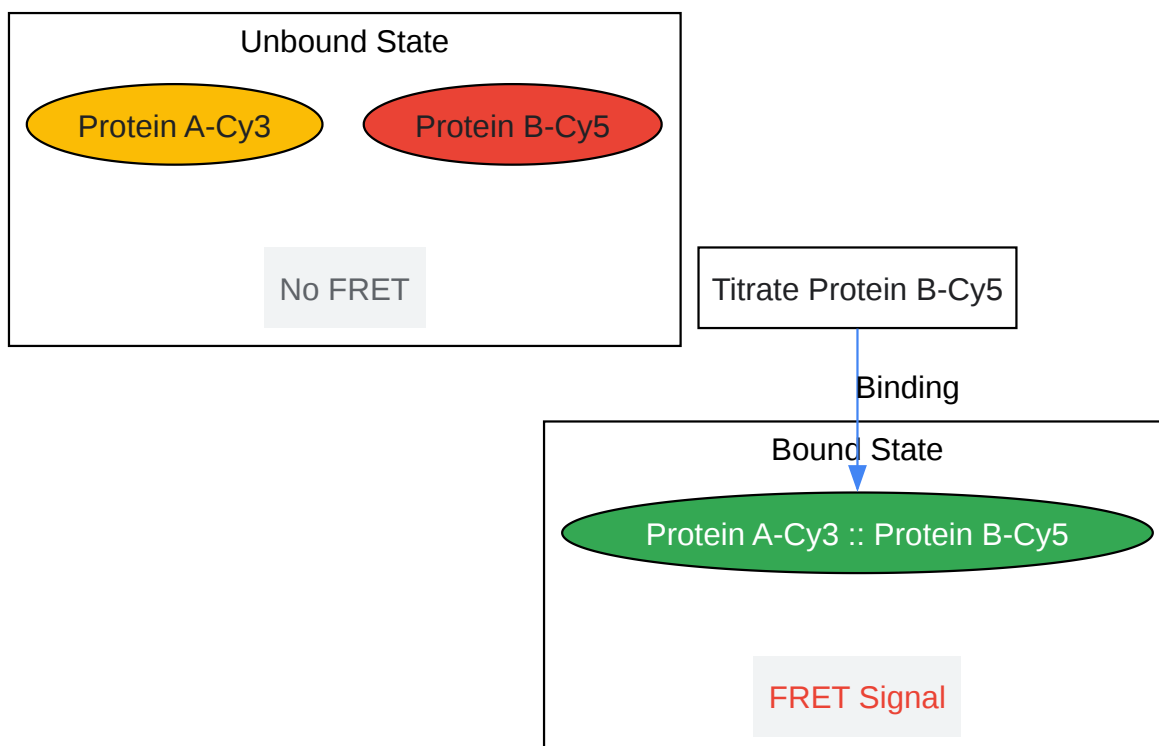 Unbound State
Protein A-Cy3
Protein B-Cy5
No FRET
Titrate Protein B-Cy5
Binding
Bound State
Protein A-Cy3 :: Protein B-Cy5
FRET Signal